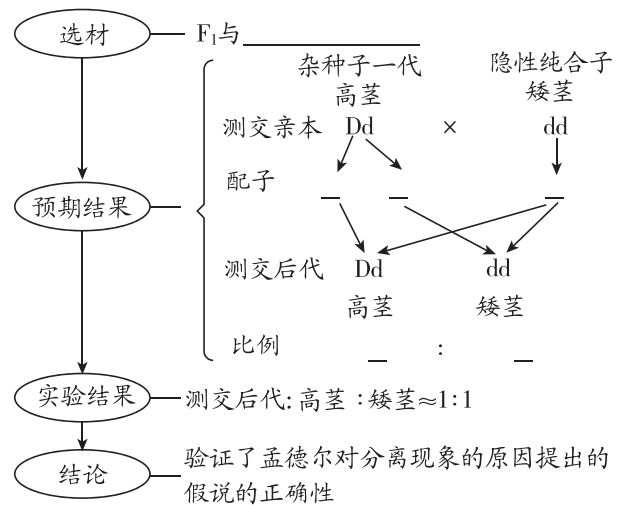 选材 F₁与
杂种子一代 隐性纯合子
高茎 矮茎
测交亲本 Dd × dd
配子
预期结果
测交后代 Dd dd
高茎 矮茎
比例 :
实验结果 测交后代:高茎:矮茎≈1:1
结论 验证了孟德尔对分离现象的原因提出的
假说的正确性